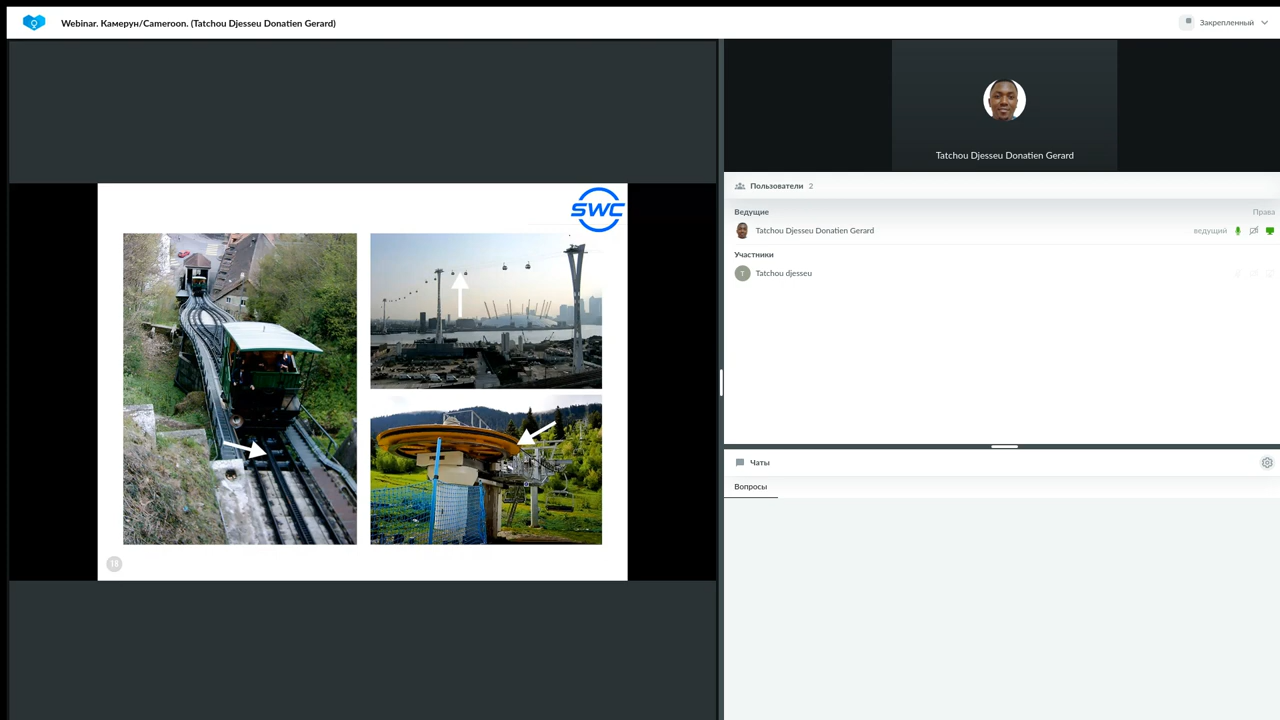 Webinar. Камерун/Cameroon. (Tatchou Djesseu Donatien Gerard)
Закрепленный
SWC
18
Tatchou Djesseu Donatien Gerard
Пользователи 2
Ведущие Права
Tatchou Djesseu Donatien Gerard ведущий
Участники
T Tatchou djesseu
Чаты
Вопросы